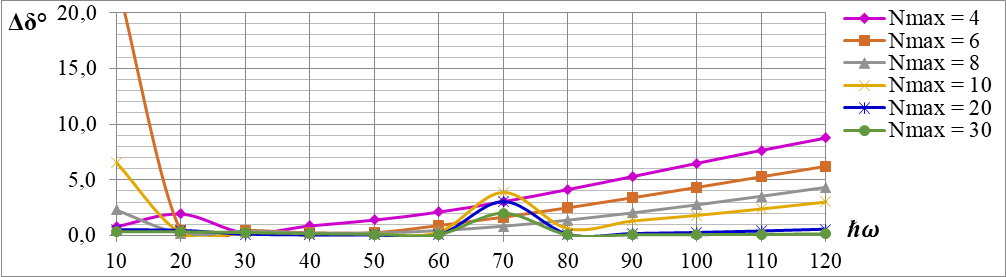 Δδ°
20,0
15,0
10,0
5,0
0,0
10 20 30 40 50 60 70 80 90 100 110 120
ℏω
Nmax = 4
Nmax = 6
Nmax = 8
Nmax = 10
Nmax = 20
Nmax = 30